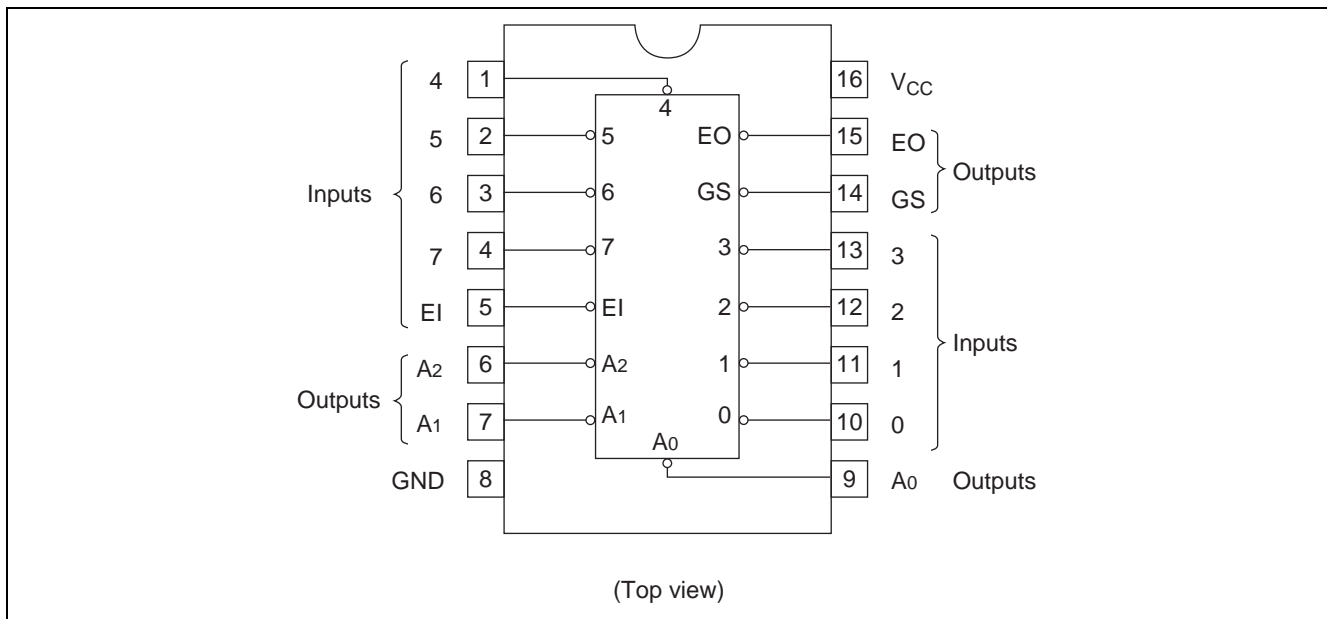 4 1 16 VCC
4
5 2 5 EO 15 EO
Outputs
Inputs 6 3 6 GS 14 GS
7 4 7 3 13 3
EI 5 EI 2 12 2
Inputs
A2 6 A2 1 11 1
Outputs
A1 7 A1 0 10 0
A0
GND 8 9 A0 Outputs
(Top view)